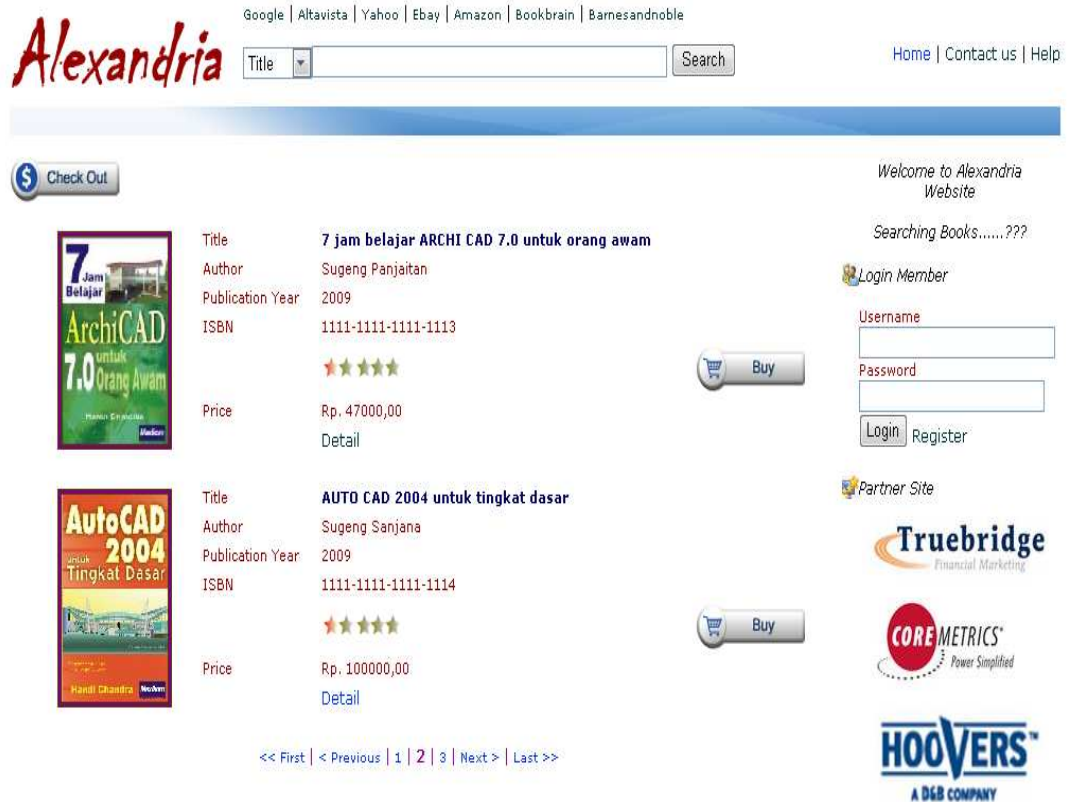 Google | Altavista | Yahoo | Ebay | Amazon | Bookbrain | Barnesandnoble
Alexandria
Title
Search
Home | Contact us | Help
Check Out
7 Jam
Belajar
ArchiCAD
7.0 untuk
Orang Awam
Title 7 jam belajar ARCHI CAD 7.0 untuk orang awam
Author Sugeng Panjaitan
Publication Year 2009
ISBN 1111-1111-1111-1113
Buy
Price Rp. 47000,00
Detail
AutoCAD
2004
untuk
Tingkat Dasar
Handi Chandra
Title AUTO CAD 2004 untuk tingkat dasar
Author Sugeng Sanjana
Publication Year 2009
ISBN 1111-1111-1111-1114
Buy
Price Rp. 100000,00
Detail
<< First | < Previous | 1 | 2 | 3 | Next > | Last >>
Welcome to Alexandria
Website
Searching Books......???
Login Member
Username
Password
Login Register
Partner Site
Truebridge
Financial Marketing
COREMETRICS®
Power Simplified
HOOVERS™
A D&B COMPANY